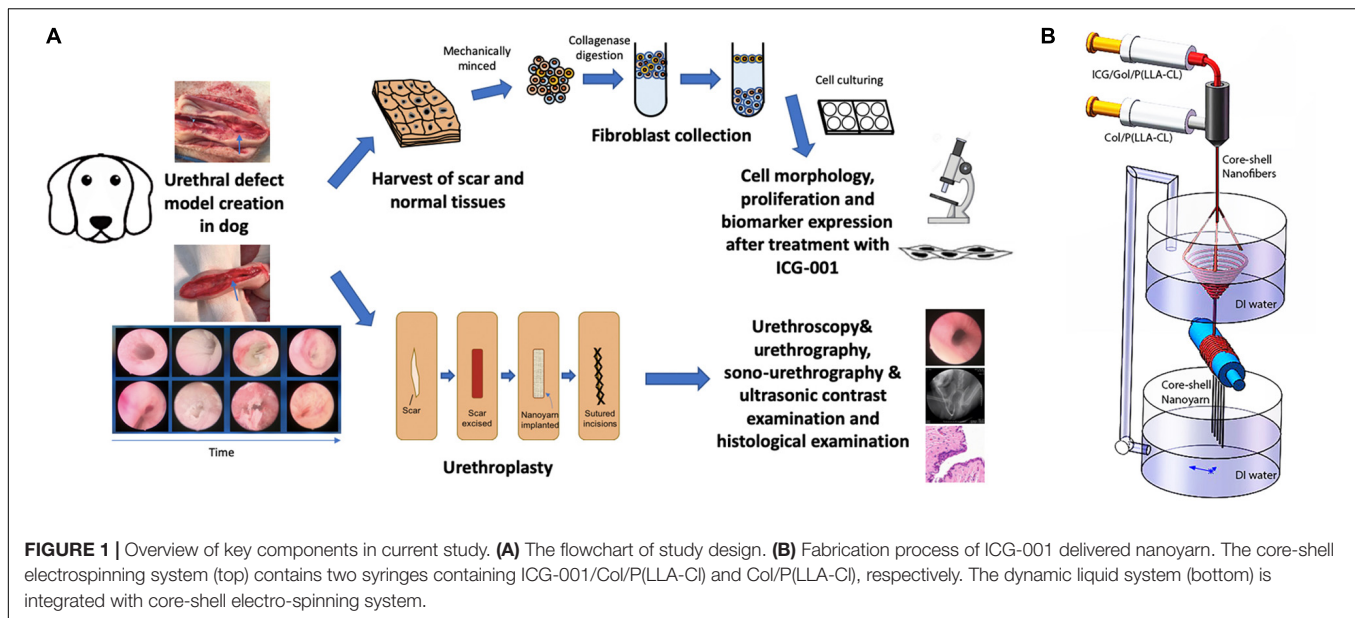 A
Urethral defect
model creation
in dog
Time
Harvest of scar and
normal tissues
Mechanically
minced
Collagenase
digestion
Fibroblast collection
Cell culturing
Cell morphology,
proliferation and
biomarker expression
after treatment with
ICG-001
Scar
Scar
excised
Nanoyarn
implanted
Sutured
incisions
Urethroplasty
Urethroscopy&
urethrography,
sono-urethrography &
ultrasonic contrast
examination and
histological examination
B
ICG/Gol/P(LLA-CL)
Col/P(LLA-CL)
Core-shell
Nanofibers
DI water
Core-shell
Nanoyarn
DI water
FIGURE 1 | Overview of key components in current study. (A) The flowchart of study design. (B) Fabrication process of ICG-001 delivered nanoyarn. The core-shell
electrospinning system (top) contains two syringes containing ICG-001/Col/P(LLA-Cl) and Col/P(LLA-Cl), respectively. The dynamic liquid system (bottom) is
integrated with core-shell electro-spinning system.